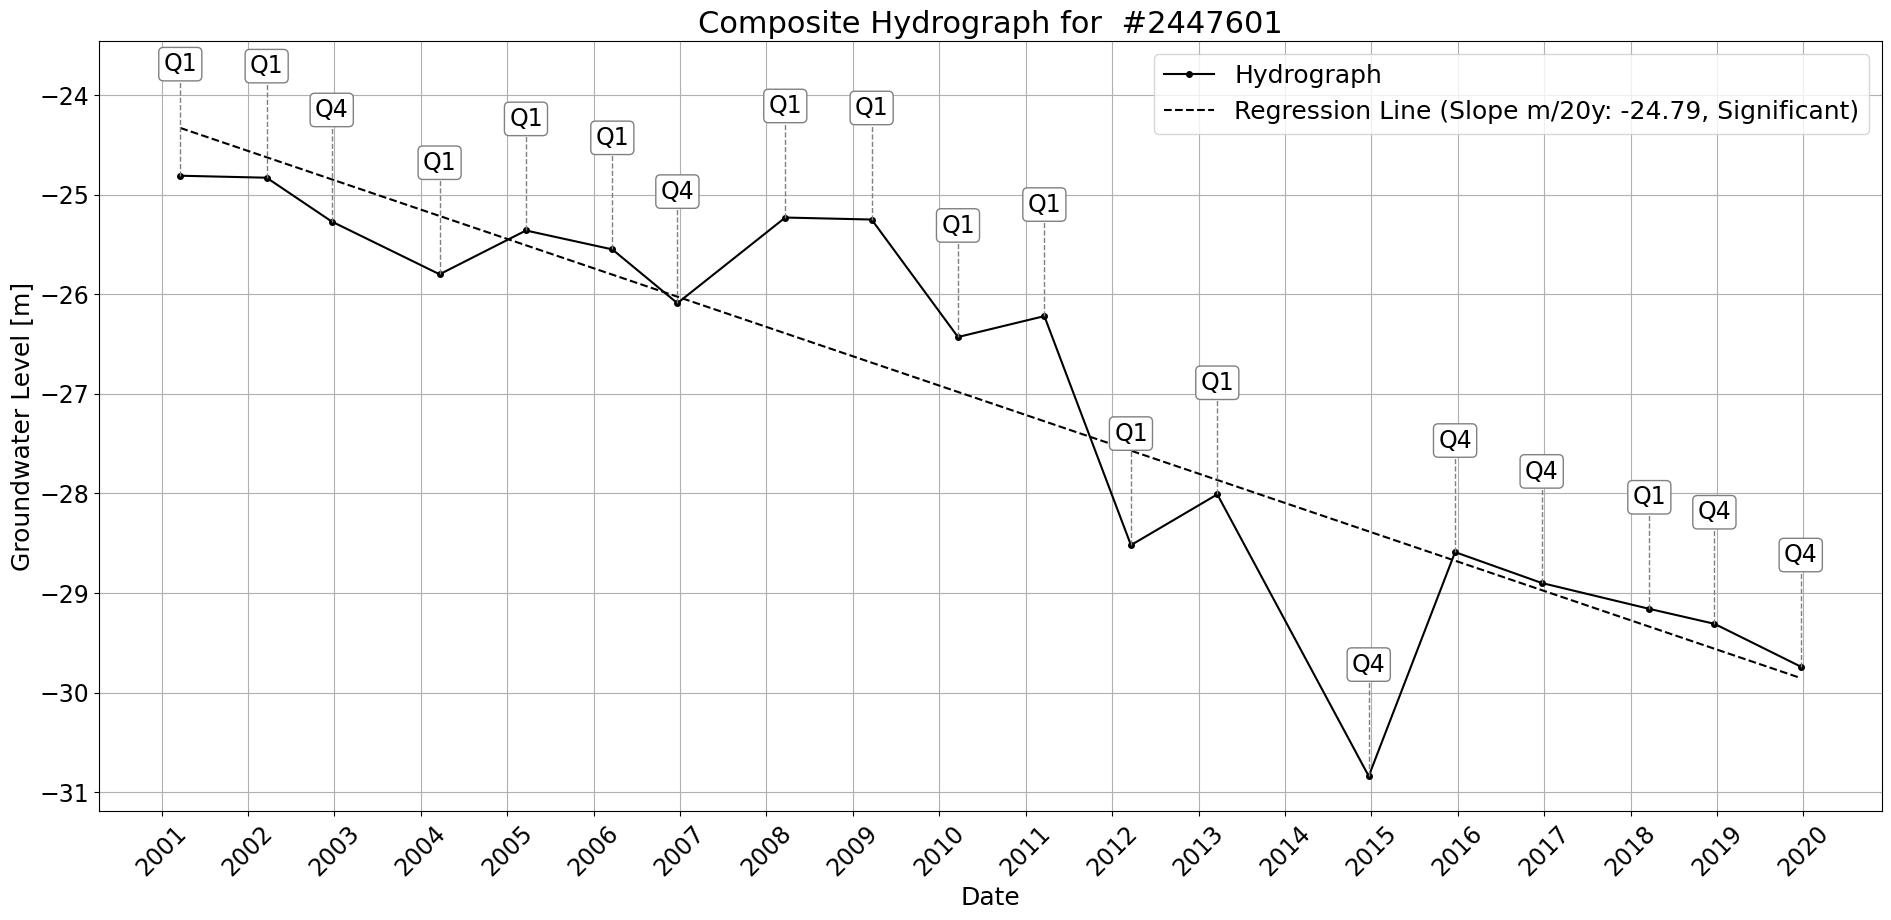 Composite Hydrograph for  #2447601
Hydrograph
Regression Line (Slope m/20y: -24.79, Significant)
Groundwater Level [m]
−24
−25
−26
−27
−28
−29
−30
−31
Q1
Q1
Q4
Q1
Q1
Q1
Q4
Q1
Q1
Q1
Q1
Q1
Q1
Q4
Q4
Q4
Q1
Q4
Q4
2001
2002
2003
2004
2005
2006
2007
2008
2009
2010
2011
2012
2013
2014
2015
2016
2017
2018
2019
2020
Date